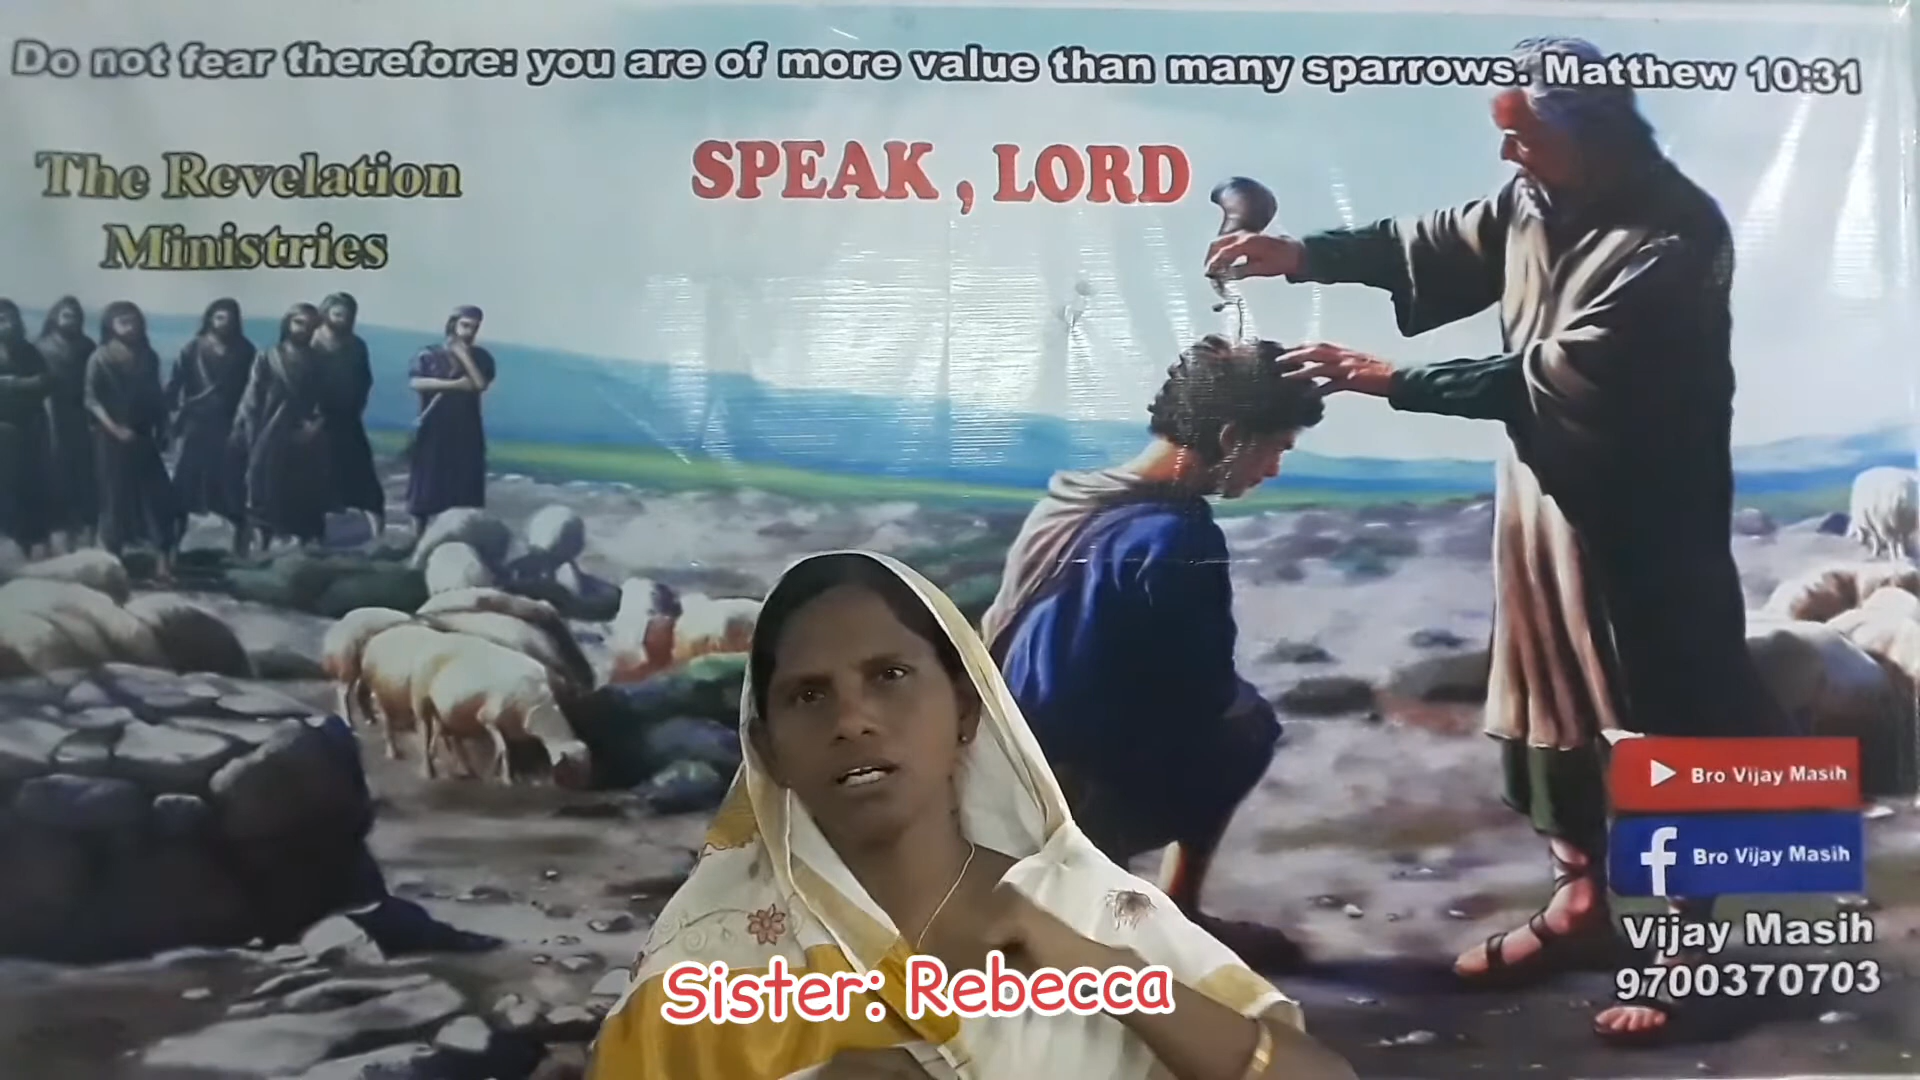 Do not fear therefore: you are of more value than many sparrows. Matthew 10:31
The Revelation
Ministries
SPEAK , LORD
Bro Vijay Masih
f Bro Vijay Masih
Vijay Masih
9700370703
Sister: Rebecca